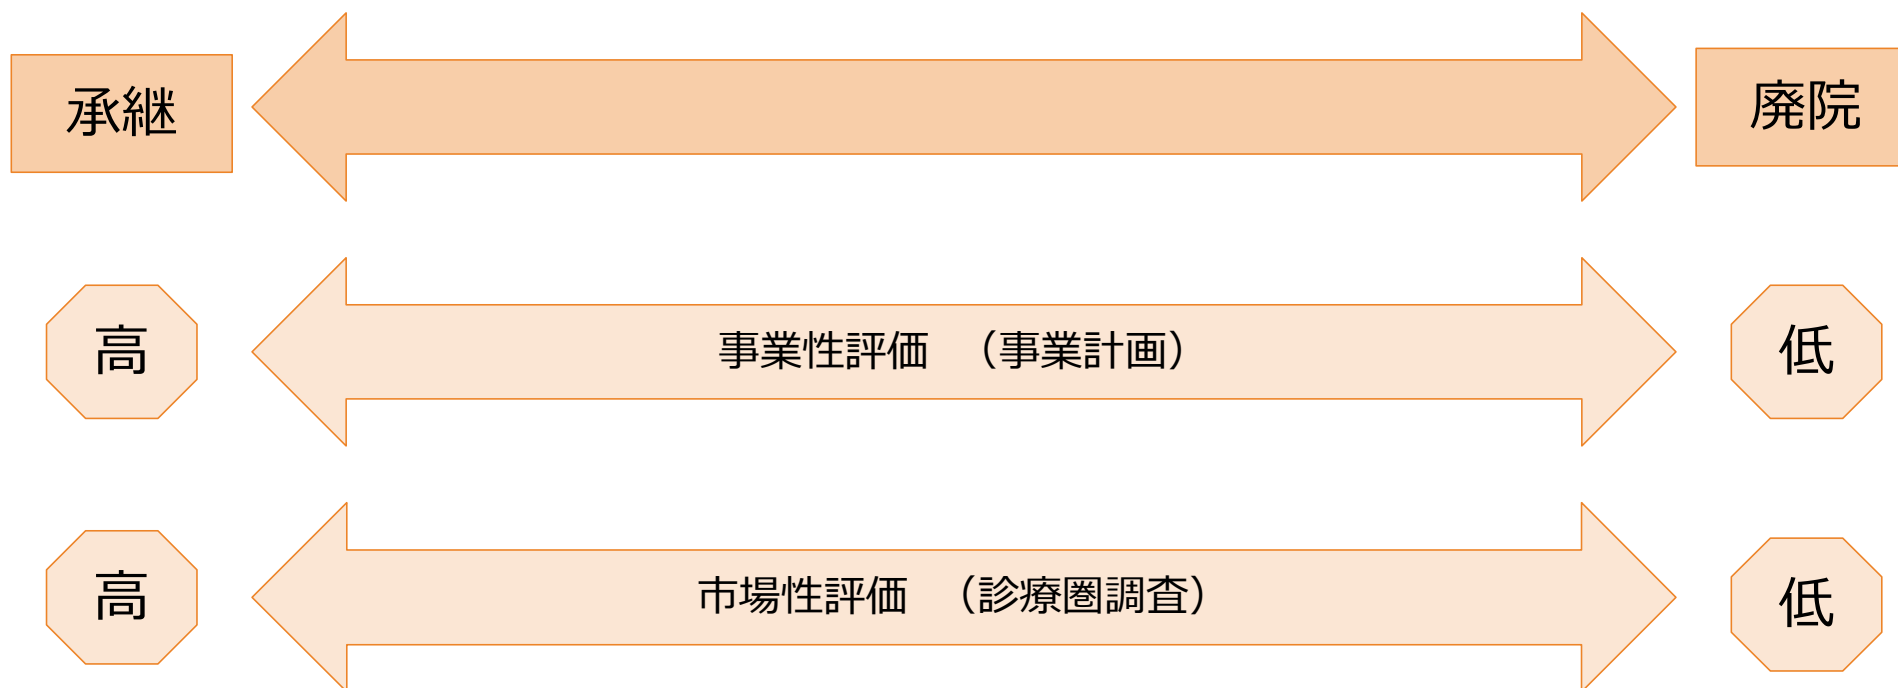 承継
廃院
高
事業性評価　（事業計画）
低
高
市場性評価　（診療圏調査）
低